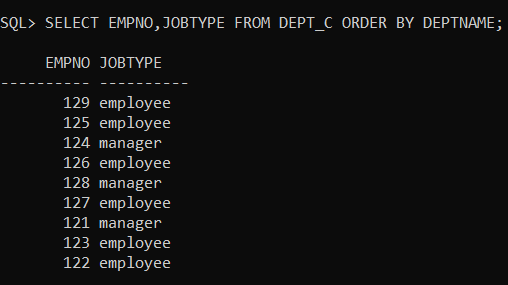 SQL> SELECT EMPNO,JOBTYPE FROM DEPT_C ORDER BY DEPTNAME;
     EMPNO JOBTYPE
---------- ----------
       129 employee
       125 employee
       124 manager
       126 employee
       128 manager
       127 employee
       121 manager
       123 employee
       122 employee